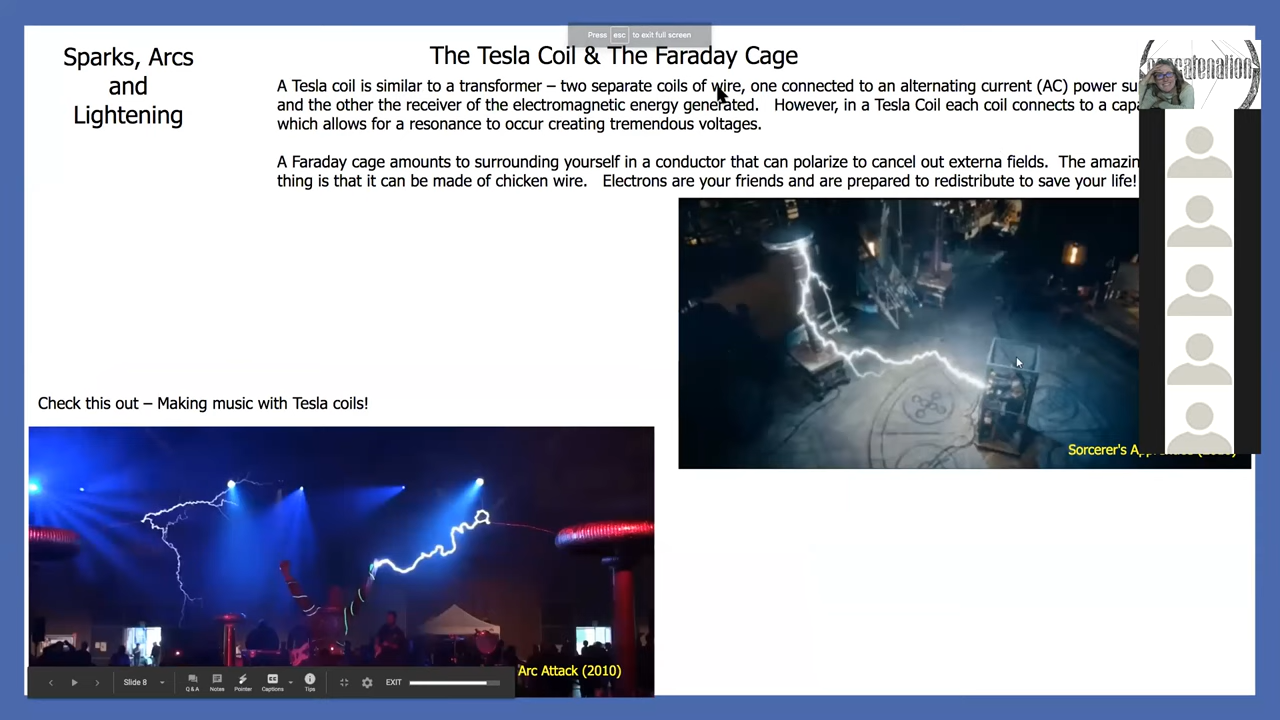 Press esc to exit full screen
Sparks, Arcs
and
Lightening
The Tesla Coil & The Faraday Cage
A Tesla coil is similar to a transformer – two separate coils of wire, one connected to an alternating current (AC) power
and the other the receiver of the electromagnetic energy generated. However, in a Tesla Coil each coil connects to a
which allows for a resonance to occur creating tremendous voltages.
A Faraday cage amounts to surrounding yourself in a conductor that can polarize to cancel out externa fields. The
thing is that it can be made of chicken wire. Electrons are your friends and are prepared to redistribute to save your life!
Sorcerer's
Check this out – Making music with Tesla coils!
Arc Attack (2010)
Slide 8
Q & A
Notes
Pointer
Captions
Tips
EXIT